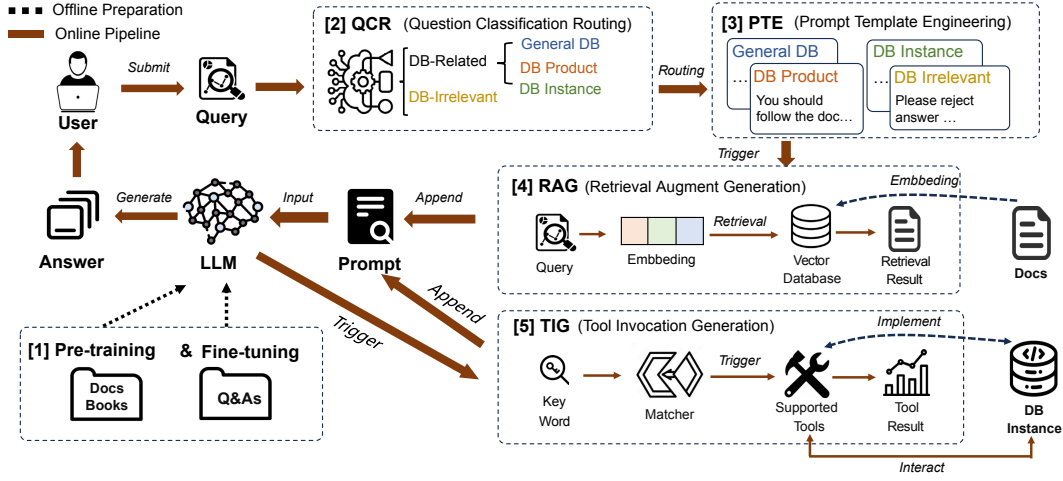 Offline Preparation
Online Pipeline
Submit
User
Query
[2] QCR (Question Classification Routing)
DB-Related
DB-Irrelevant
General DB
DB Product
DB Instance
Routing
[3] PTE (Prompt Template Engineering)
General DB
...
DB Product
You should
follow the doc...
DB Instance
...
DB Irrelevant
Please reject
answer ...
Trigger
Answer
Generate
LLM
Input
Prompt
Append
[4] RAG (Retrieval Augment Generation)
Query
Embbeding
Retrieval
Vector
Database
Retrieval
Result
Embbeding
Docs
Trigger
Append
[1] Pre-training & Fine-tuning
Docs
Books
Q&As
[5] TIG (Tool Invocation Generation)
Key
Word
Matcher
Trigger
Supported
Tools
Tool
Result
Implement
DB
Instance
Interact